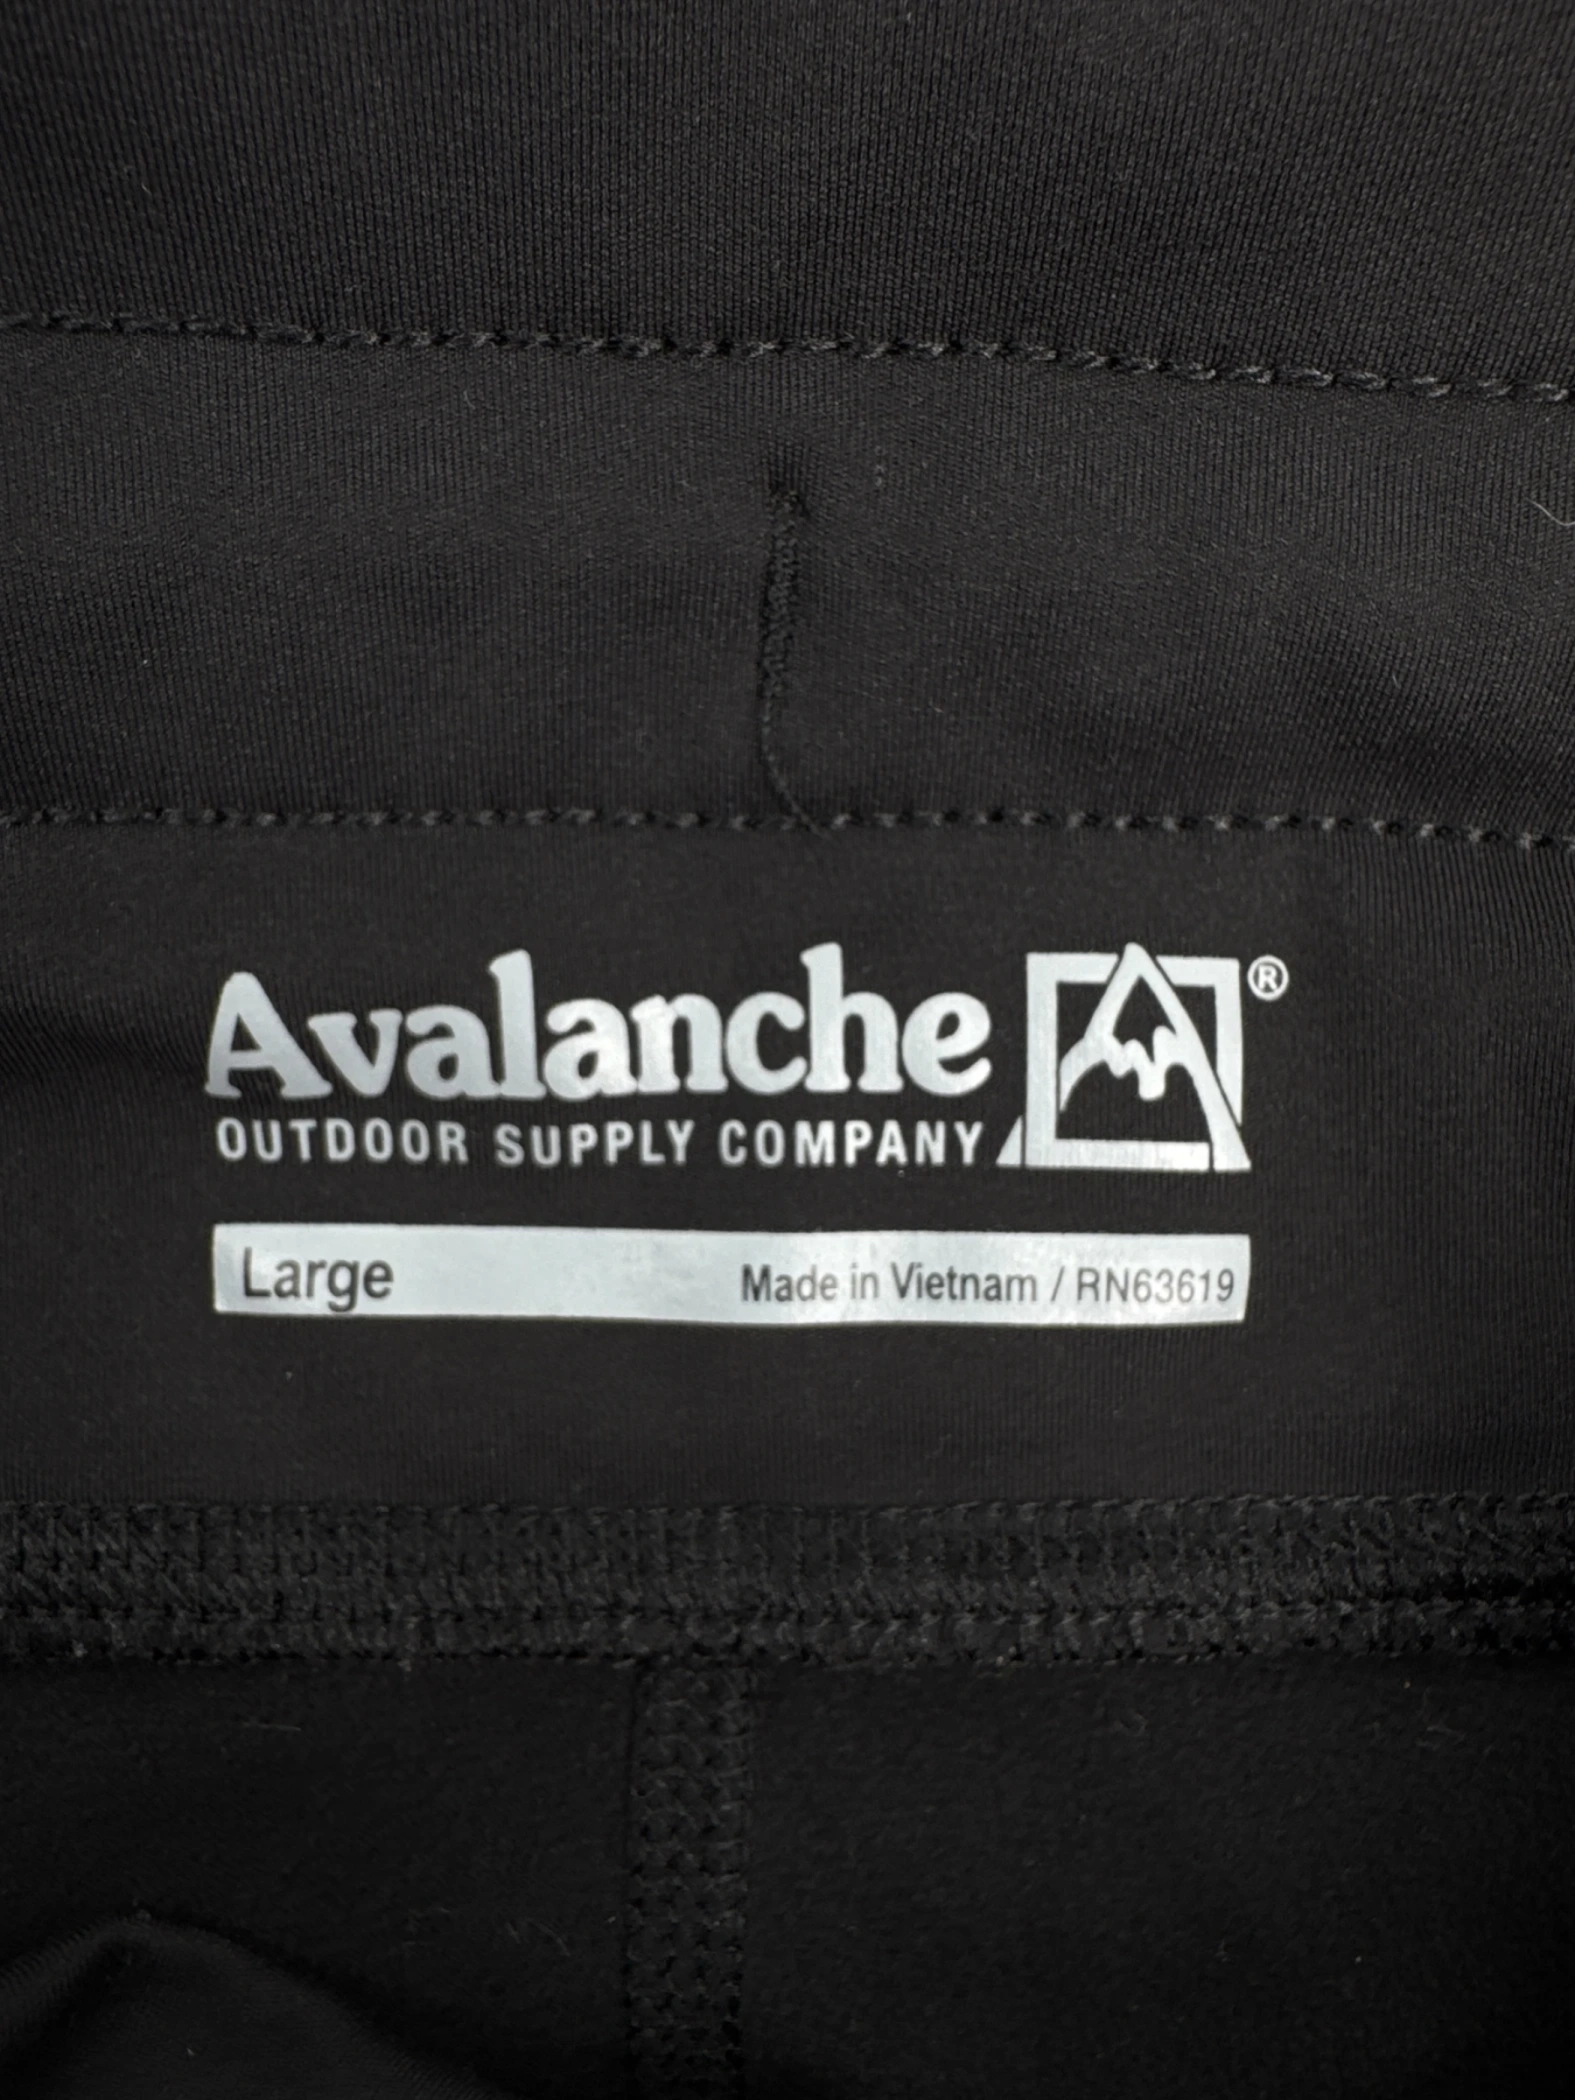 Avalanche ®
OUTDOOR SUPPLY COMPANY
Large Made in Vietnam / RN63619